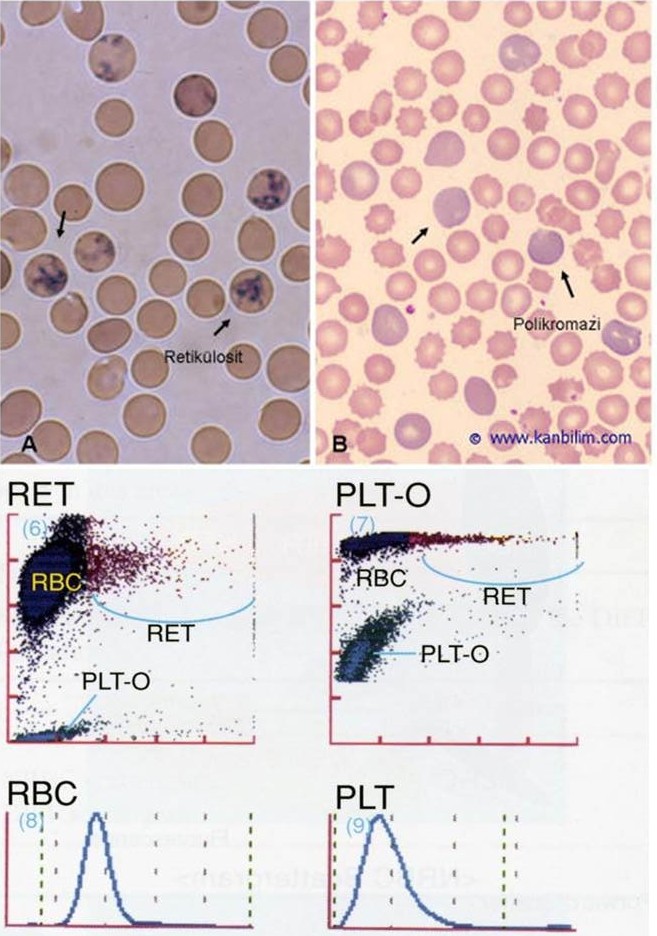 Retikülosit
A
Polikromazi
B
© www.kanbilim.com
RET
(6)
RBC
RET
PLT-O
PLT-O
(7)
RBC
RET
PLT-O
RBC
(8)
PLT
(9)